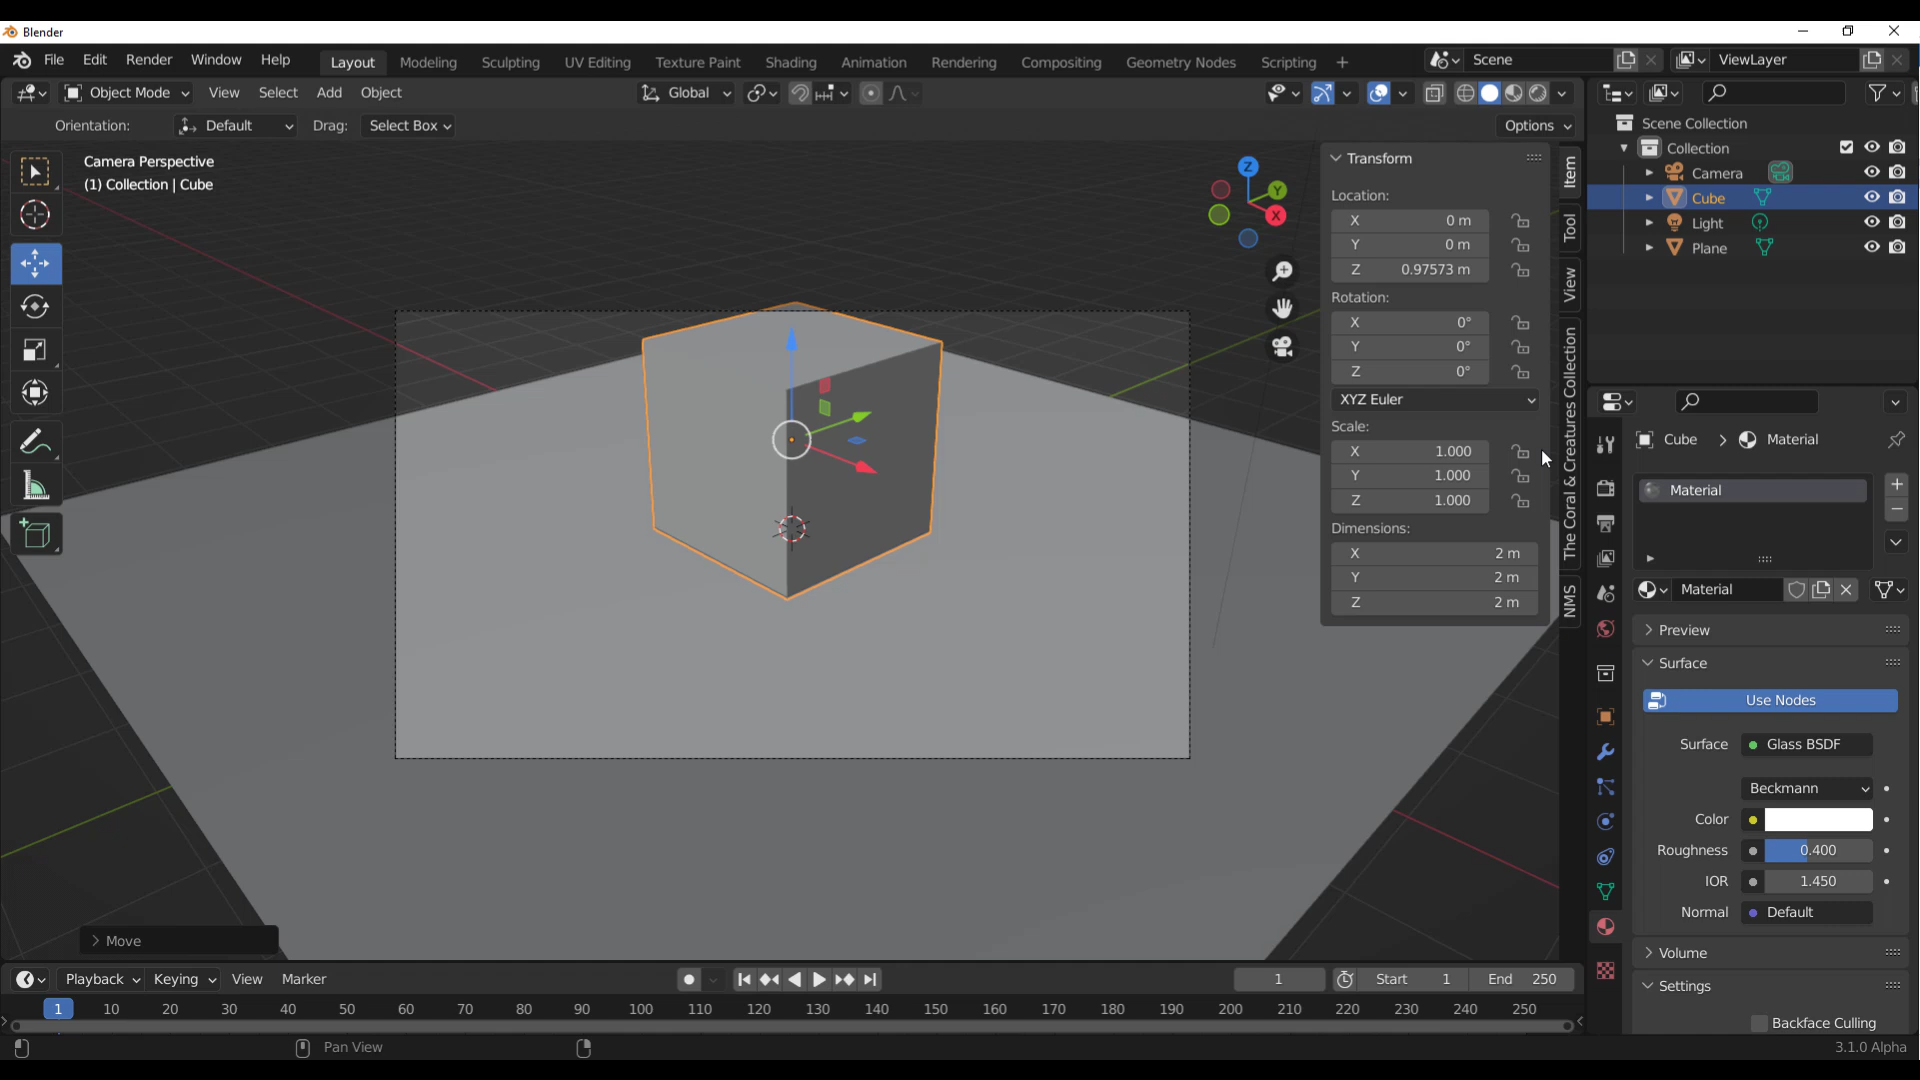 Blender
File Edit Render Window Help Layout Modeling Sculpting UV Editing Texture Paint Shading Animation Rendering Compositing Geometry Nodes Scripting + Scene ViewLayer
Object Mode View Select Add Object Global
Orientation: Default Drag: Select Box Options
Camera Perspective
(1) Collection | Cube
Z
Y
X
Transform
Location:
X 0 m
Y 0 m
Z 0.97573 m
Rotation:
X 0°
Y 0°
Z 0°
XYZ Euler
Scale:
X 1.000
Y 1.000
Z 1.000
Dimensions:
X 2 m
Y 2 m
Z 2 m
Item
Tool
View
The Coral & Creatures Collection
NMS
Scene Collection
Collection
Camera
Cube
Light
Plane
Cube > Material
Material
Material
Preview
Surface
Use Nodes
Surface Glass BSDF
Beckmann
Color
Roughness 0.400
IOR 1.450
Normal Default
Volume
Settings
Backface Culling
Move
Playback Keying View Marker 1 Start 1 End 250
1 10 20 30 40 50 60 70 80 90 100 110 120 130 140 150 160 170 180 190 200 210 220 230 240 250
Pan View
3.1.0 Alpha